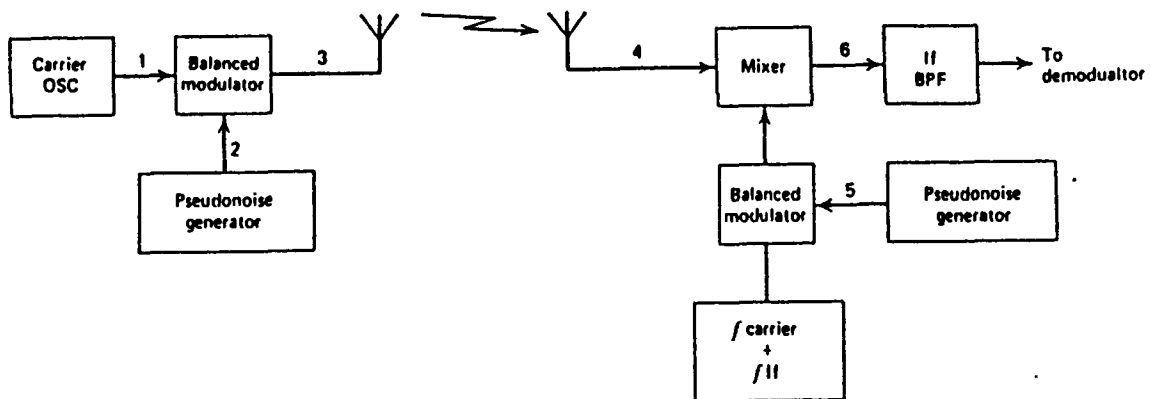 Carrier
OSC
1
Balanced
modulator
3
2
Pseudonoise
generator
4
Mixer
6
If
BPF
To
demodualtor
Balanced
modulator
5
Pseudonoise
generator
f carrier
+
f If